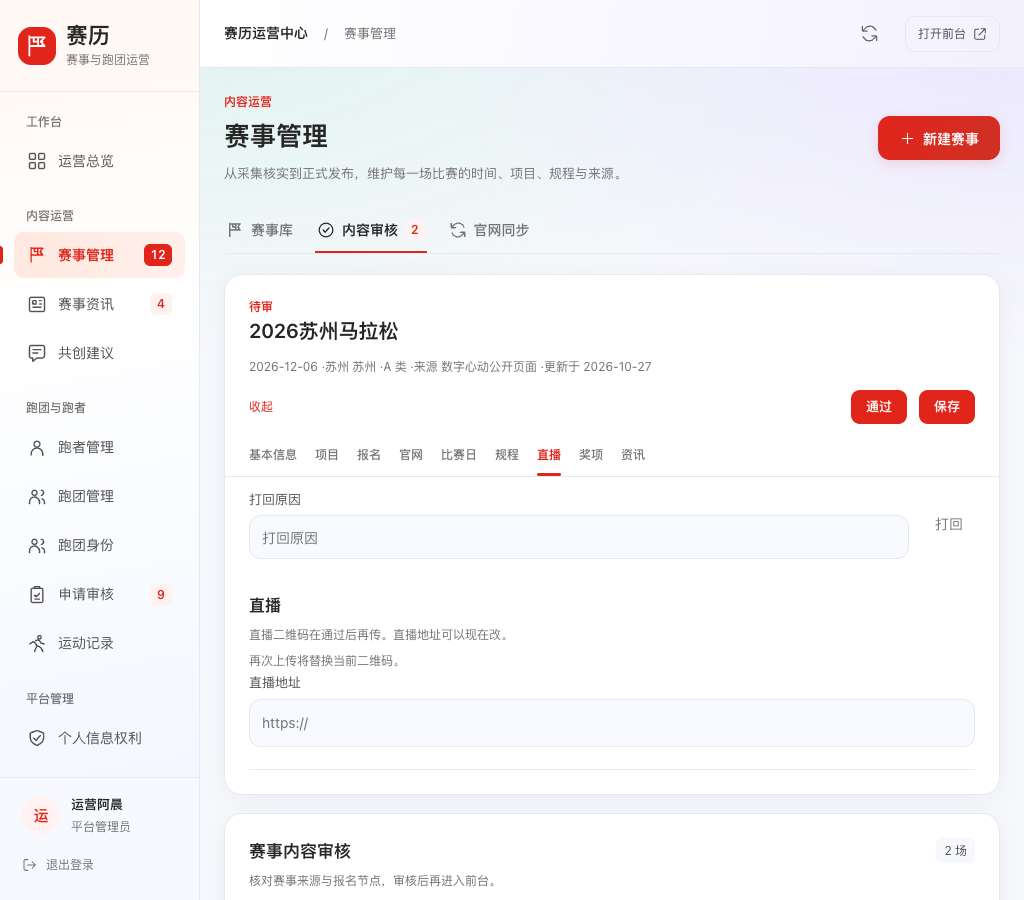 赛历
赛事与跑团运营
工作台
运营总览
内容运营
赛事管理 12
赛事资讯 4
共创建议
跑团与跑者
跑者管理
跑团管理
跑团身份
申请审核 9
运动记录
平台管理
个人信息权利
运 运营阿晨
平台管理员
退出登录
赛历运营中心 / 赛事管理
打开前台
内容运营
赛事管理
从采集核实到正式发布，维护每一场比赛的时间、项目、规程与来源。
新建赛事
赛事库 内容审核 2 官网同步
待审
2026苏州马拉松
2026-12-06 ·苏州 苏州 ·A 类 ·来源 数字心动公开页面 ·更新于 2026-10-27
收起 通过 保存
基本信息 项目 报名 官网 比赛日 规程 直播 奖项 资讯
打回原因
打回原因 打回
直播
直播二维码在通过后再传。直播地址可以现在改。
再次上传将替换当前二维码。
直播地址
https://
赛事内容审核 2 场
核对赛事来源与报名节点，审核后再进入前台。